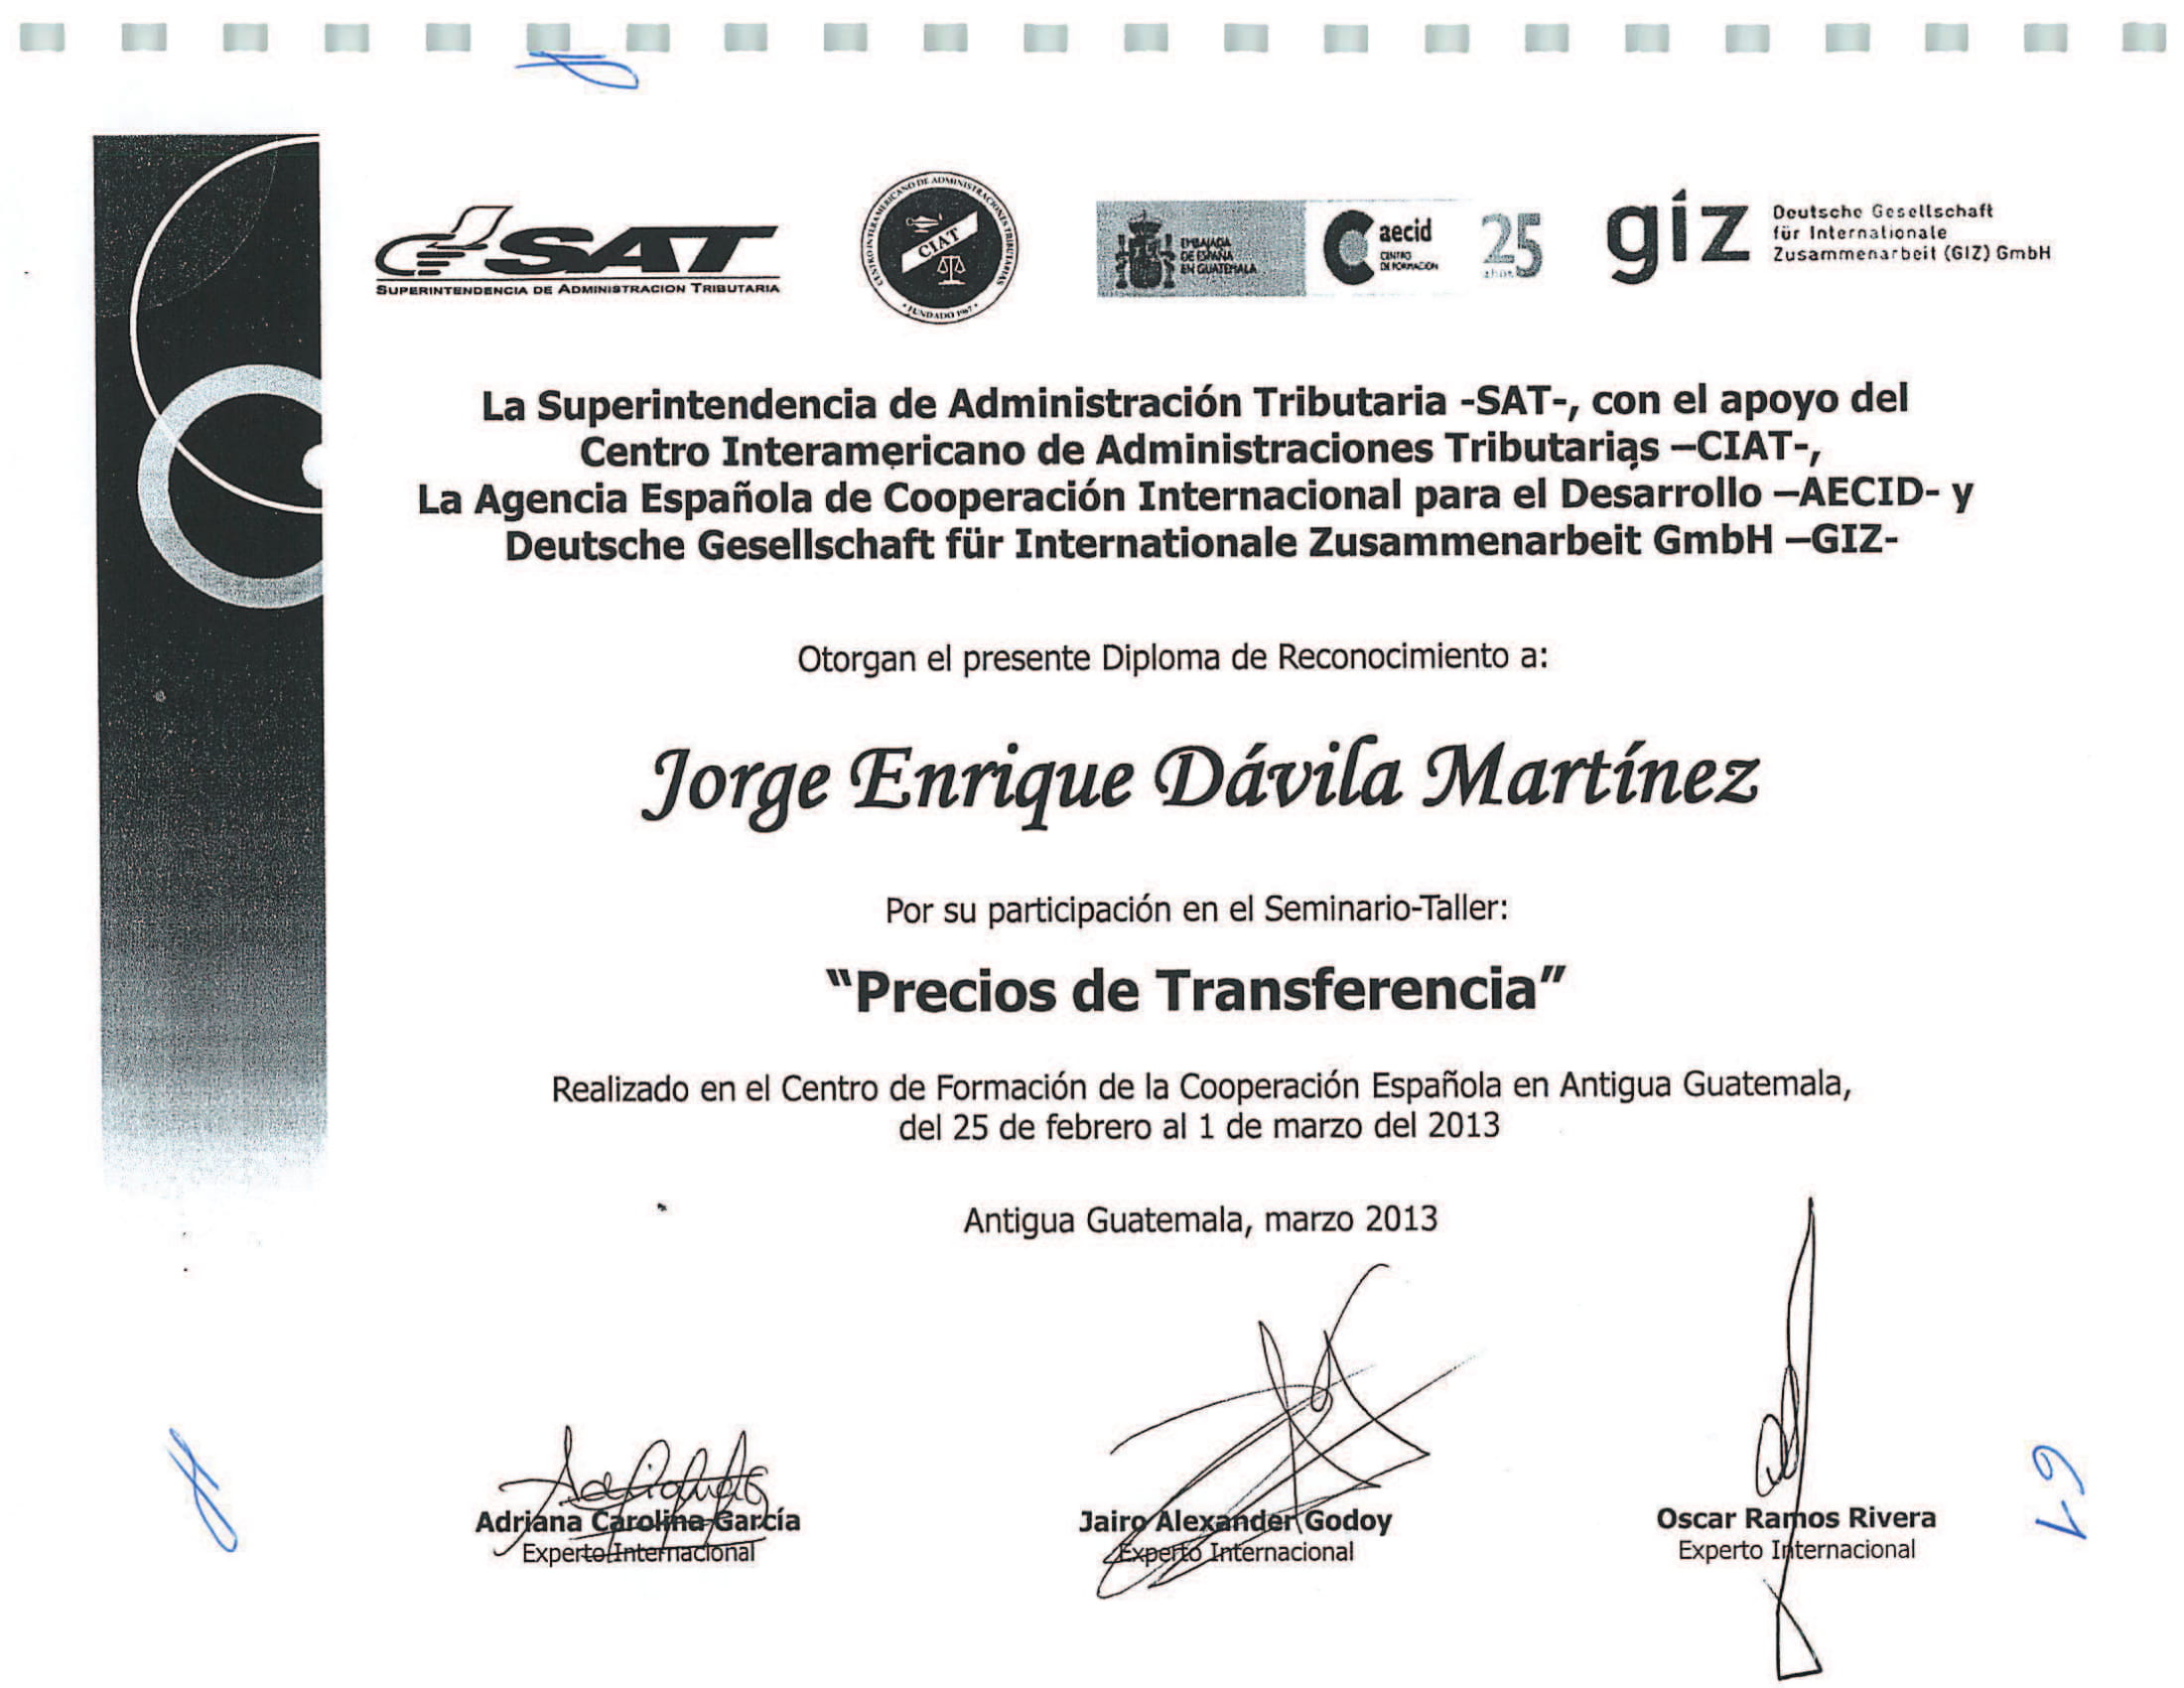 SAT
SUPERINTENDENCIA DE ADMINISTRACION TRIBUTARIA
CENTRO INTERAMERICANO DE ADMINISTRACIONES TRIBUTARIAS
CIAT
FUNDADO 1967
EMBAJADA
DE ESPAÑA
EN GUATEMALA
aecid
CENTRO
DE FORMACIÓN
25
años
giz
Deutsche Gesellschaft
für Internationale
Zusammenarbeit (GIZ) GmbH
La Superintendencia de Administración Tributaria -SAT-, con el apoyo del
Centro Interamericano de Administraciones Tributarias –CIAT-,
La Agencia Española de Cooperación Internacional para el Desarrollo –AECID- y
Deutsche Gesellschaft für Internationale Zusammenarbeit GmbH –GIZ-
Otorgan el presente Diploma de Reconocimiento a:
Jorge Enrique Dávila Martínez
Por su participación en el Seminario-Taller:
“Precios de Transferencia”
Realizado en el Centro de Formación de la Cooperación Española en Antigua Guatemala,
del 25 de febrero al 1 de marzo del 2013
Antigua Guatemala, marzo 2013
Adriana Carolina García
Experto Internacional
Jairo Alexander Godoy
Experto Internacional
Oscar Ramos Rivera
Experto Internacional